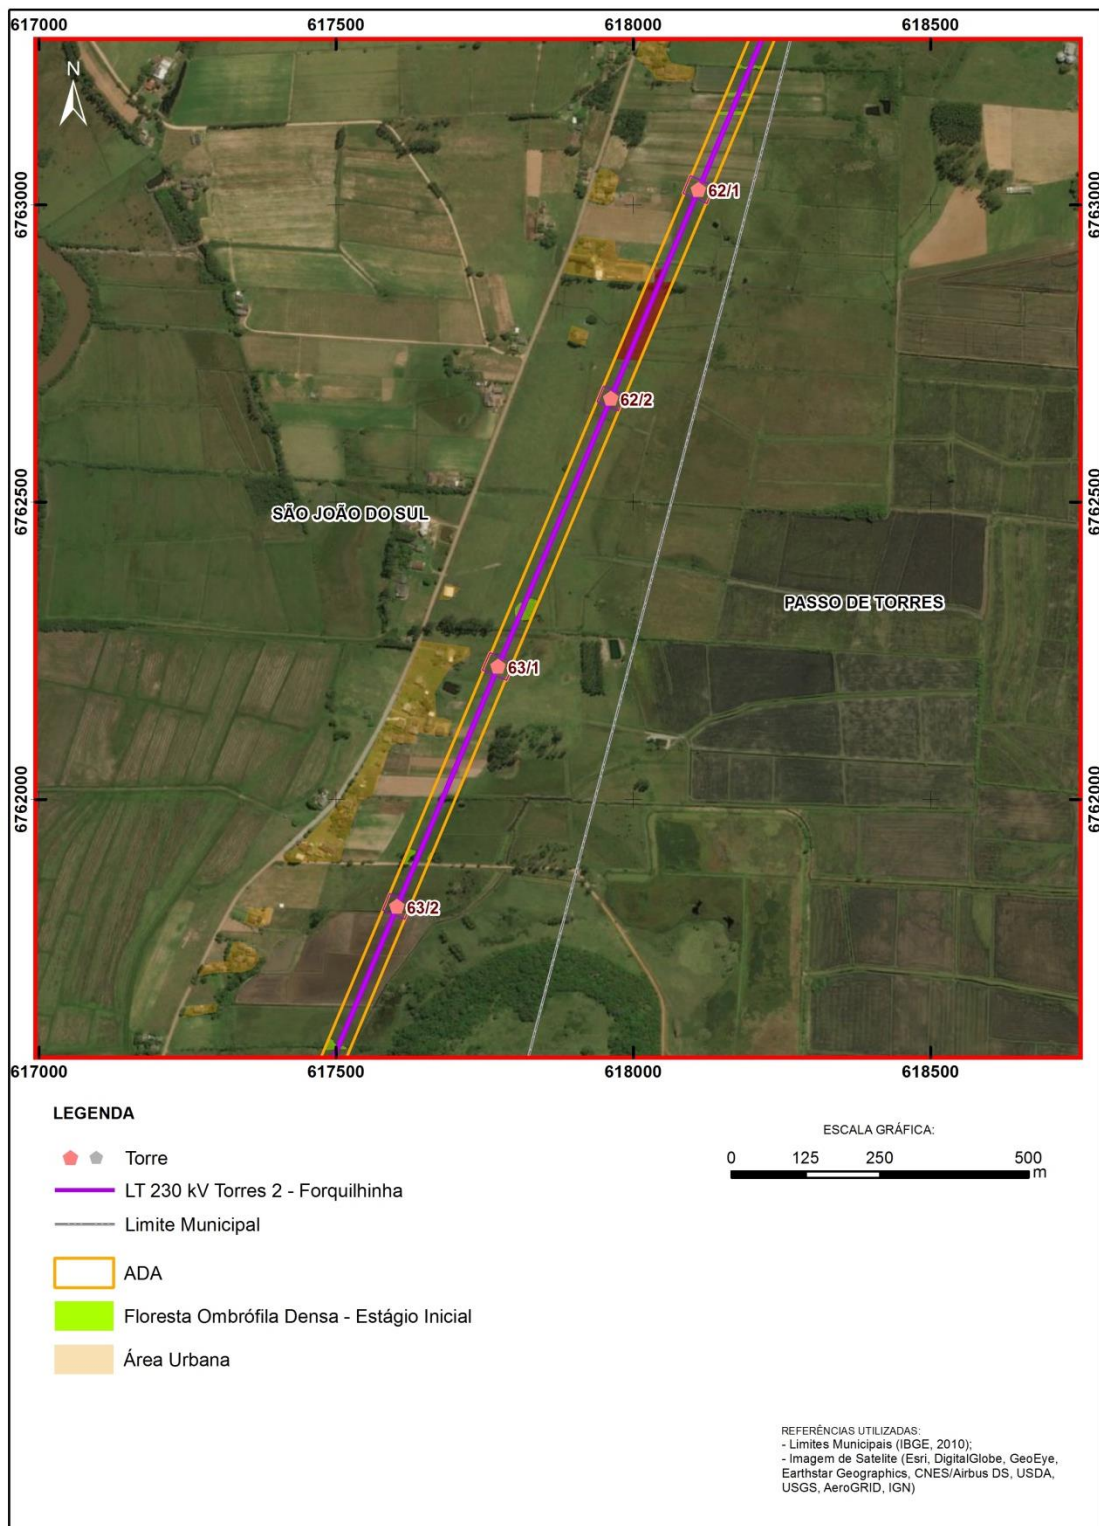 617000 617500 618000 618500
N
62/1
6763000 6763000
62/2
6762500 6762500
SÃO JOÃO DO SUL
PASSO DE TORRES
63/1
6762000 6762000
63/2
617000 617500 618000 618500
LEGENDA
Torre
LT 230 kV Torres 2 - Forquilhinha
Limite Municipal
ADA
Floresta Ombrófila Densa - Estágio Inicial
Área Urbana
ESCALA GRÁFICA:
0 125 250 500
m
REFERÊNCIAS UTILIZADAS:
- Limites Municipais (IBGE, 2010);
- Imagem de Satelite (Esri, DigitalGlobe, GeoEye,
Earthstar Geographics, CNES/Airbus DS, USDA,
USGS, AeroGRID, IGN)